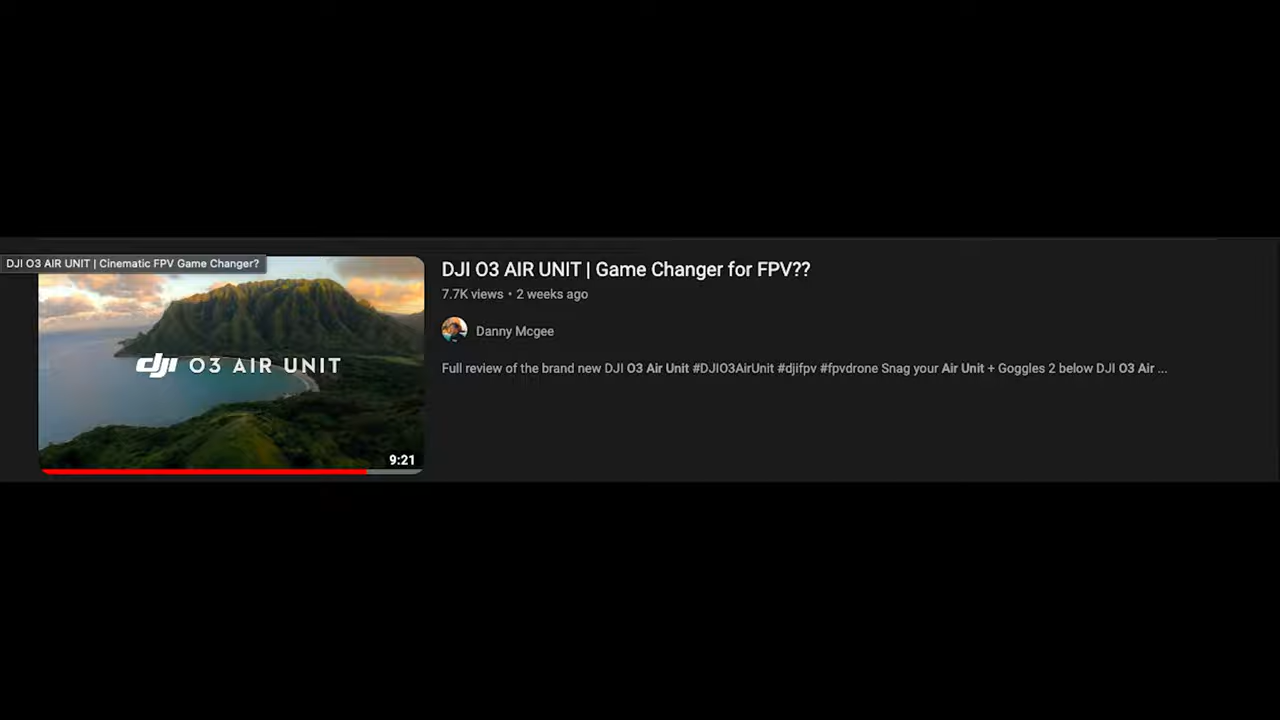 DJI O3 AIR UNIT | Cinematic FPV Game Changer?
dji O3 AIR UNIT
9:21
DJI O3 AIR UNIT | Game Changer for FPV??
7.7K views • 2 weeks ago
Danny Mcgee
Full review of the brand new DJI O3 Air Unit #DJIO3AirUnit #djifpv #fpvdrone Snag your Air Unit + Goggles 2 below DJI O3 Air ...